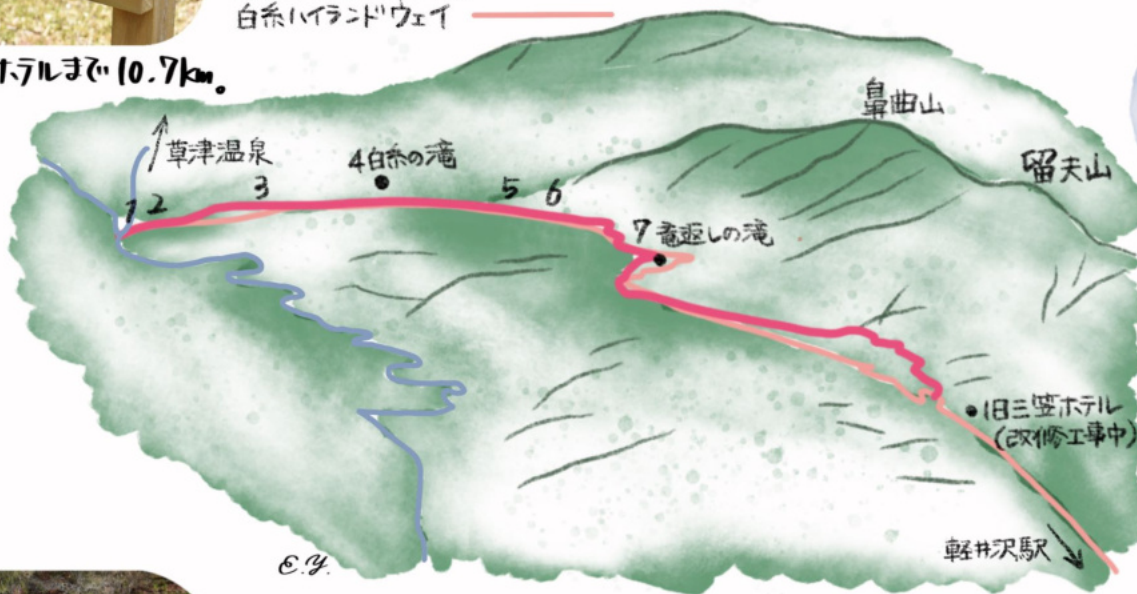 白糸ハイランドウェイ
ホテルまで10.7km。
鼻曲山
草津温泉
4白糸の滝
留夫山
1 2 3 5 6
7 竜返しの滝
旧三笠ホテル
(改修工事中)
軽井沢駅
E.Y.